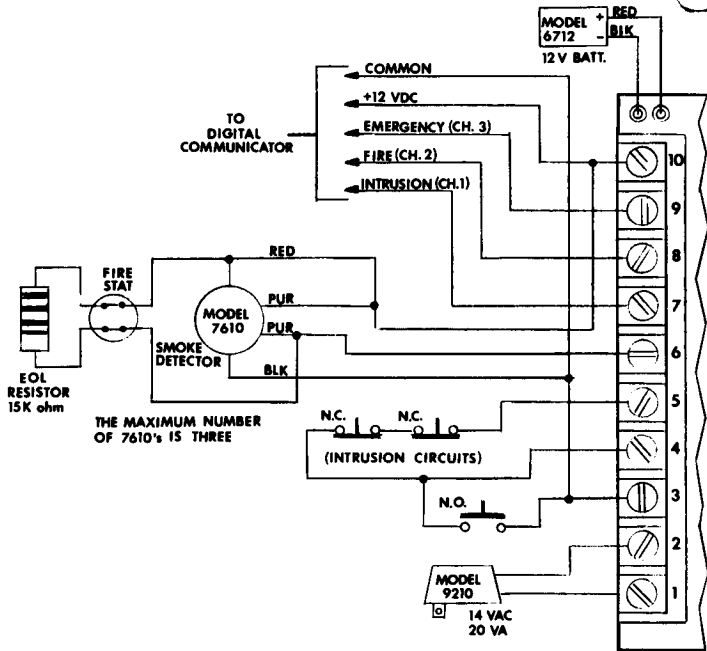 MODEL
6712
+
-
RED
BLK
12 V BATT.
COMMON
+12 VDC
EMERGENCY (CH. 3)
FIRE (CH. 2)
INTRUSION (CH.1)
TO
DIGITAL
COMMUNICATOR
10
9
8
7
6
5
4
3
2
1
RED
FIRE
STAT
PUR
MODEL
7610
PUR
SMOKE
DETECTOR
BLK
EOL
RESISTOR
15K ohm
THE MAXIMUM NUMBER
OF 7610's IS THREE
N.C.
N.C.
(INTRUSION CIRCUITS)
N.O.
MODEL
9210
14 VAC
20 VA